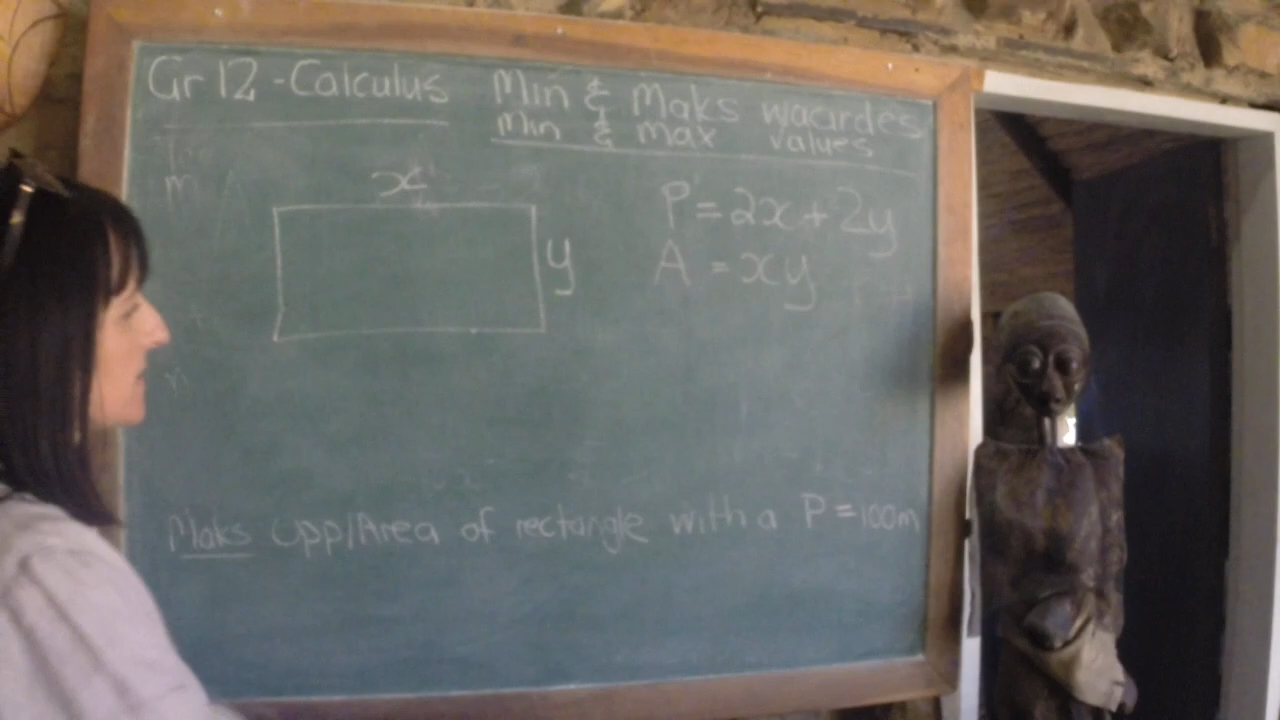 Gr 12 - Calculus
Min & Maks waardes
Min & max values
x
y
P = 2x + 2y
A = xy
Maks Opp/Area of rectangle with a P = 100m